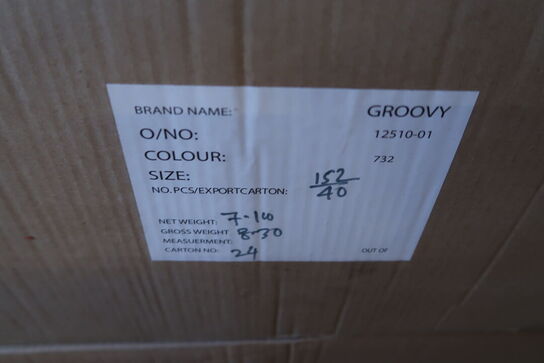 BRAND NAME: GROOVY
O/NO: 12510-01
COLOUR: 732
SIZE: 152
NO.PCS/EXPORTCARTON: 40
NET WEIGHT: 7-10
GROSS WEIGHT 8-30
MEASUERMENT:
CARTON NO: 24 OUT OF